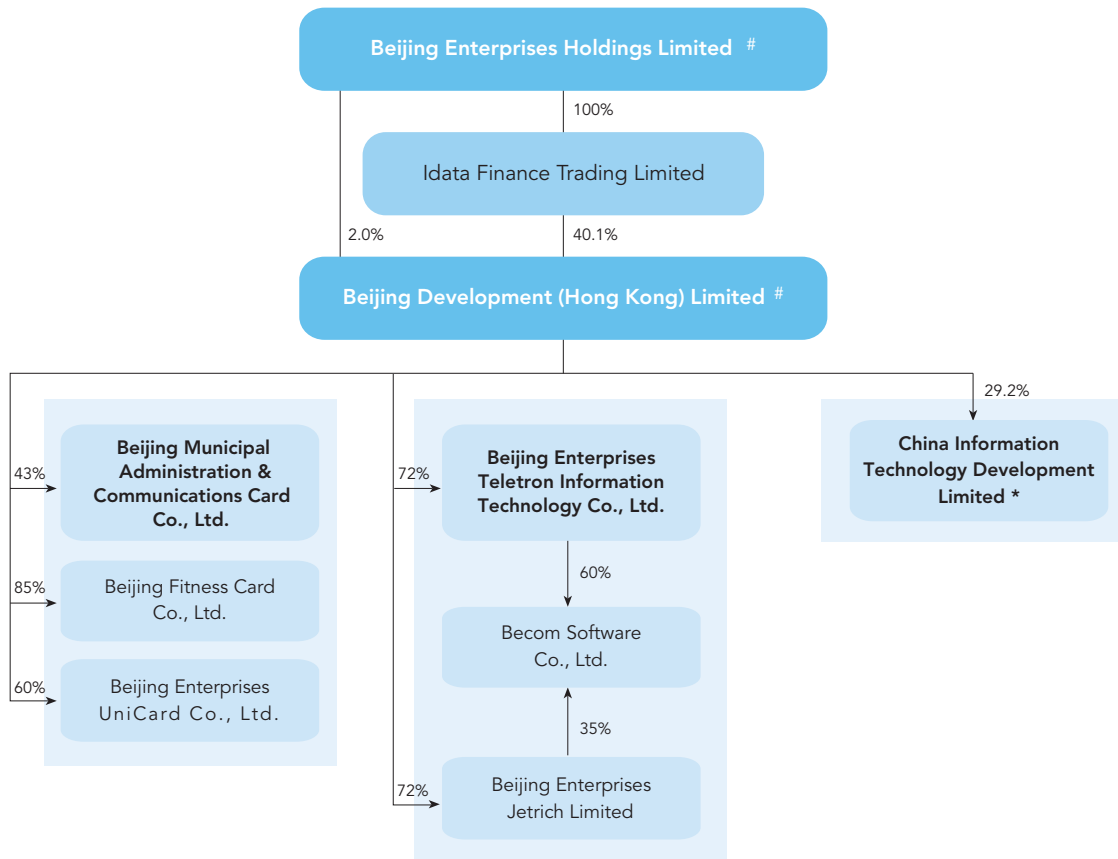 Beijing Enterprises Holdings Limited #
100%
Idata Finance Trading Limited
2.0%
40.1%
Beijing Development (Hong Kong) Limited #
43%
Beijing Municipal
Administration &
Communications Card
Co., Ltd.
85%
Beijing Fitness Card
Co., Ltd.
60%
Beijing Enterprises
UniCard Co., Ltd.
72%
Beijing Enterprises
Teletron Information
Technology Co., Ltd.
60%
Becom Software
Co., Ltd.
35%
72%
Beijing Enterprises
Jetrich Limited
29.2%
China Information
Technology Development
Limited *